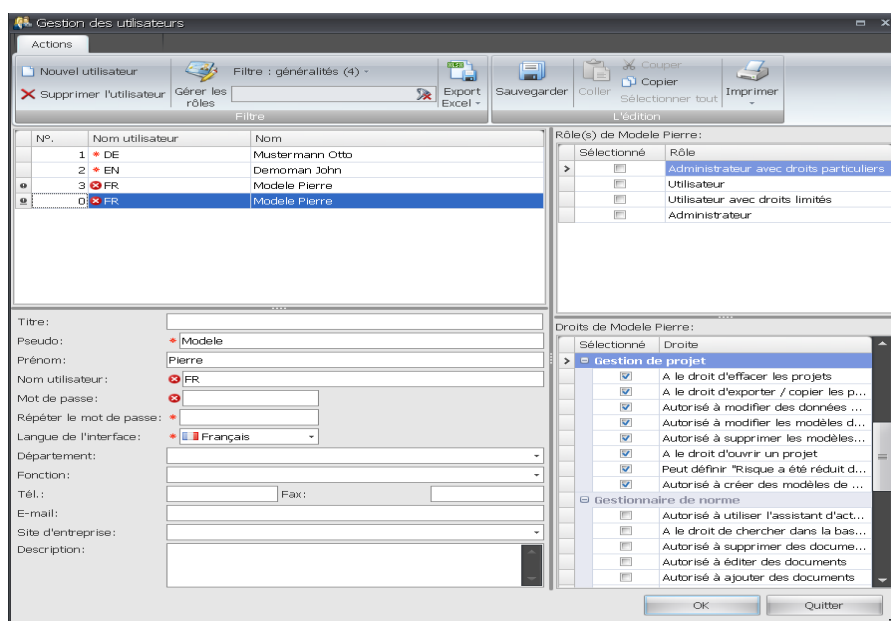 Gestion des utilisateurs
Actions
Nouvel utilisateur
Supprimer l'utilisateur
Gérer les rôles
Filtre : généralités (4) -
Export Excel
Filtre
Sauvegarder
Coller
Couper
Copier
Sélectionner tout
Imprimer
L'édition
Nº. Nom utilisateur Nom
1 * DE Mustermann Otto
2 * EN Demoman John
3 FR Modele Pierre
0 FR Modele Pierre
Rôle(s) de Modele Pierre:
Sélectionné Rôle
Administrateur avec droits particuliers
Utilisateur
Utilisateur avec droits limités
Administrateur
Titre:
Pseudo: * Modele
Prénom: Pierre
Nom utilisateur: FR
Mot de passe:
Répéter le mot de passe: *
Langue de l'interface: * Français
Département:
Fonction:
Tél.: Fax:
E-mail:
Site d'entreprise:
Description:
Droits de Modele Pierre:
Sélectionné Droite
Gestion de projet
A le droit d'effacer les projets
A le droit d'exporter / copier les p...
Autorisé à modifier des données ...
Autorisé à modifier les modèles d...
Autorisé à supprimer les modèles...
A le droit d'ouvrir un projet
Peut définir "Risque a été réduit d...
Autorisé à créer des modèles de ...
Gestionnaire de norme
Autorisé à utiliser l'assistant d'act...
A le droit de chercher dans la bas...
Autorisé à supprimer des docume...
Autorisé à éditer des documents
Autorisé à ajouter des documents
OK Quitter